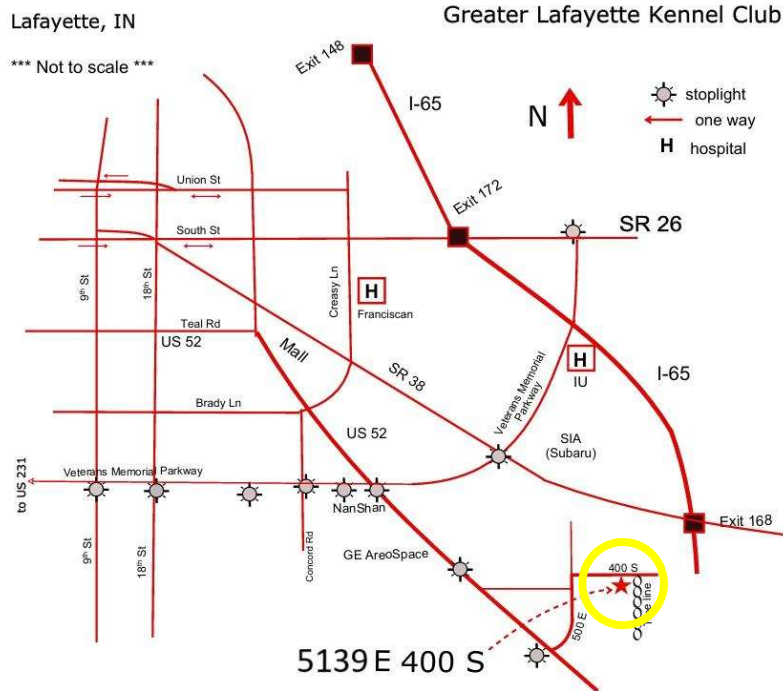 Lafayette, IN
Greater Lafayette Kennel Club
*** Not to scale ***
Exit 148
I-65
N
stoplight
one way
H hospital
Union St
Exit 172
South St
SR 26
9th St
18th St
Creasy Ln
H
Franciscan
Teal Rd
US 52
Mall
SR 38
Veterans Memorial
Parkway
H
IU
I-65
Brady Ln
US 52
SIA
(Subaru)
Veterans Memorial Parkway
to US 231
NanShan
Exit 168
9th St
18th St
Concord Rd
GE AreoSpace
400 S
500 E
line
5139 E 400 S